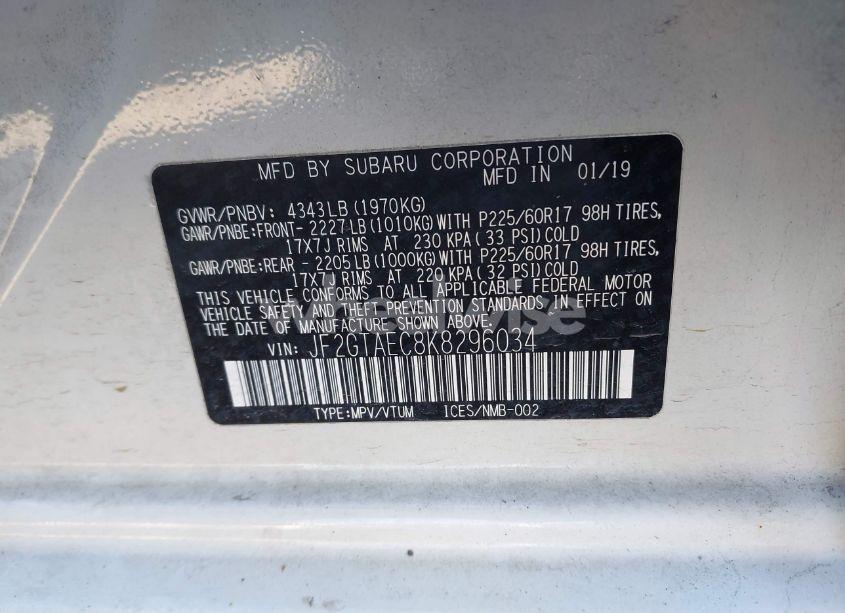 MFD BY SUBARU CORPORATION
MFD IN 01/19
GVWR/PNBV: 4343LB(1970KG)
GAWR/PNBE:FRONT- 2227LB(1010KG)WITH P225/60R17 98H TIRES,
17X7J RIMS AT 230 KPA( 33 PSI)COLD
GAWR/PNBE:REAR - 2205LB(1000KG)WITH P225/60R17 98H TIRES,
17X7J RIMS AT 220 KPA( 32 PSI)COLD
THIS VEHICLE CONFORMS TO ALL APPLICABLE FEDERAL MOTOR
VEHICLE SAFETY AND THEFT PREVENTION STANDARDS IN EFFECT ON
THE DATE OF MANUFACTURE SHOWN ABOVE.
VIN: JF2GTAEC8K8296034
TYPE:MPV/VTUM ICES/NMB-002